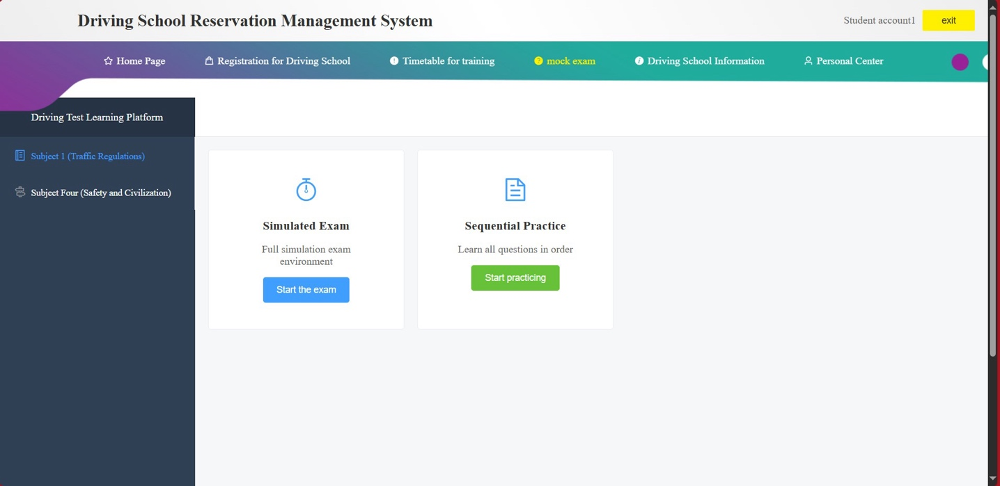 Driving School Reservation Management System
Student account1
exit
Home Page
Registration for Driving School
Timetable for training
mock exam
Driving School Information
Personal Center
Driving Test Learning Platform
Subject 1 (Traffic Regulations)
Subject Four (Safety and Civilization)
Simulated Exam
Full simulation exam
environment
Start the exam
Sequential Practice
Learn all questions in order
Start practicing